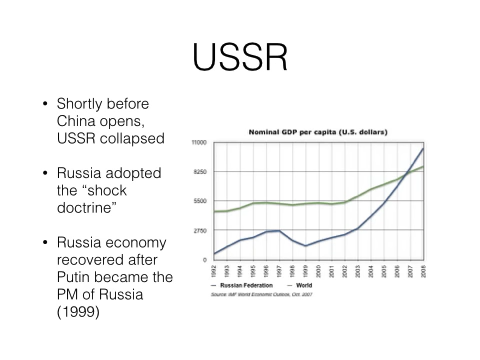 USSR
• Shortly before
China opens,
USSR collapsed
• Russia adopted
the “shock
doctrine”
• Russia economy
recovered after
Putin became the
PM of Russia
(1999)
Nominal GDP per capita (U.S. dollars)
11000
8250
5500
2750
0
1992 1993 1994 1995 1996 1997 1998 1999 2000 2001 2002 2003 2004 2005 2006 2007 2008
— Russian Federation — World
Source: IMF World Economic Outlook, Oct. 2007